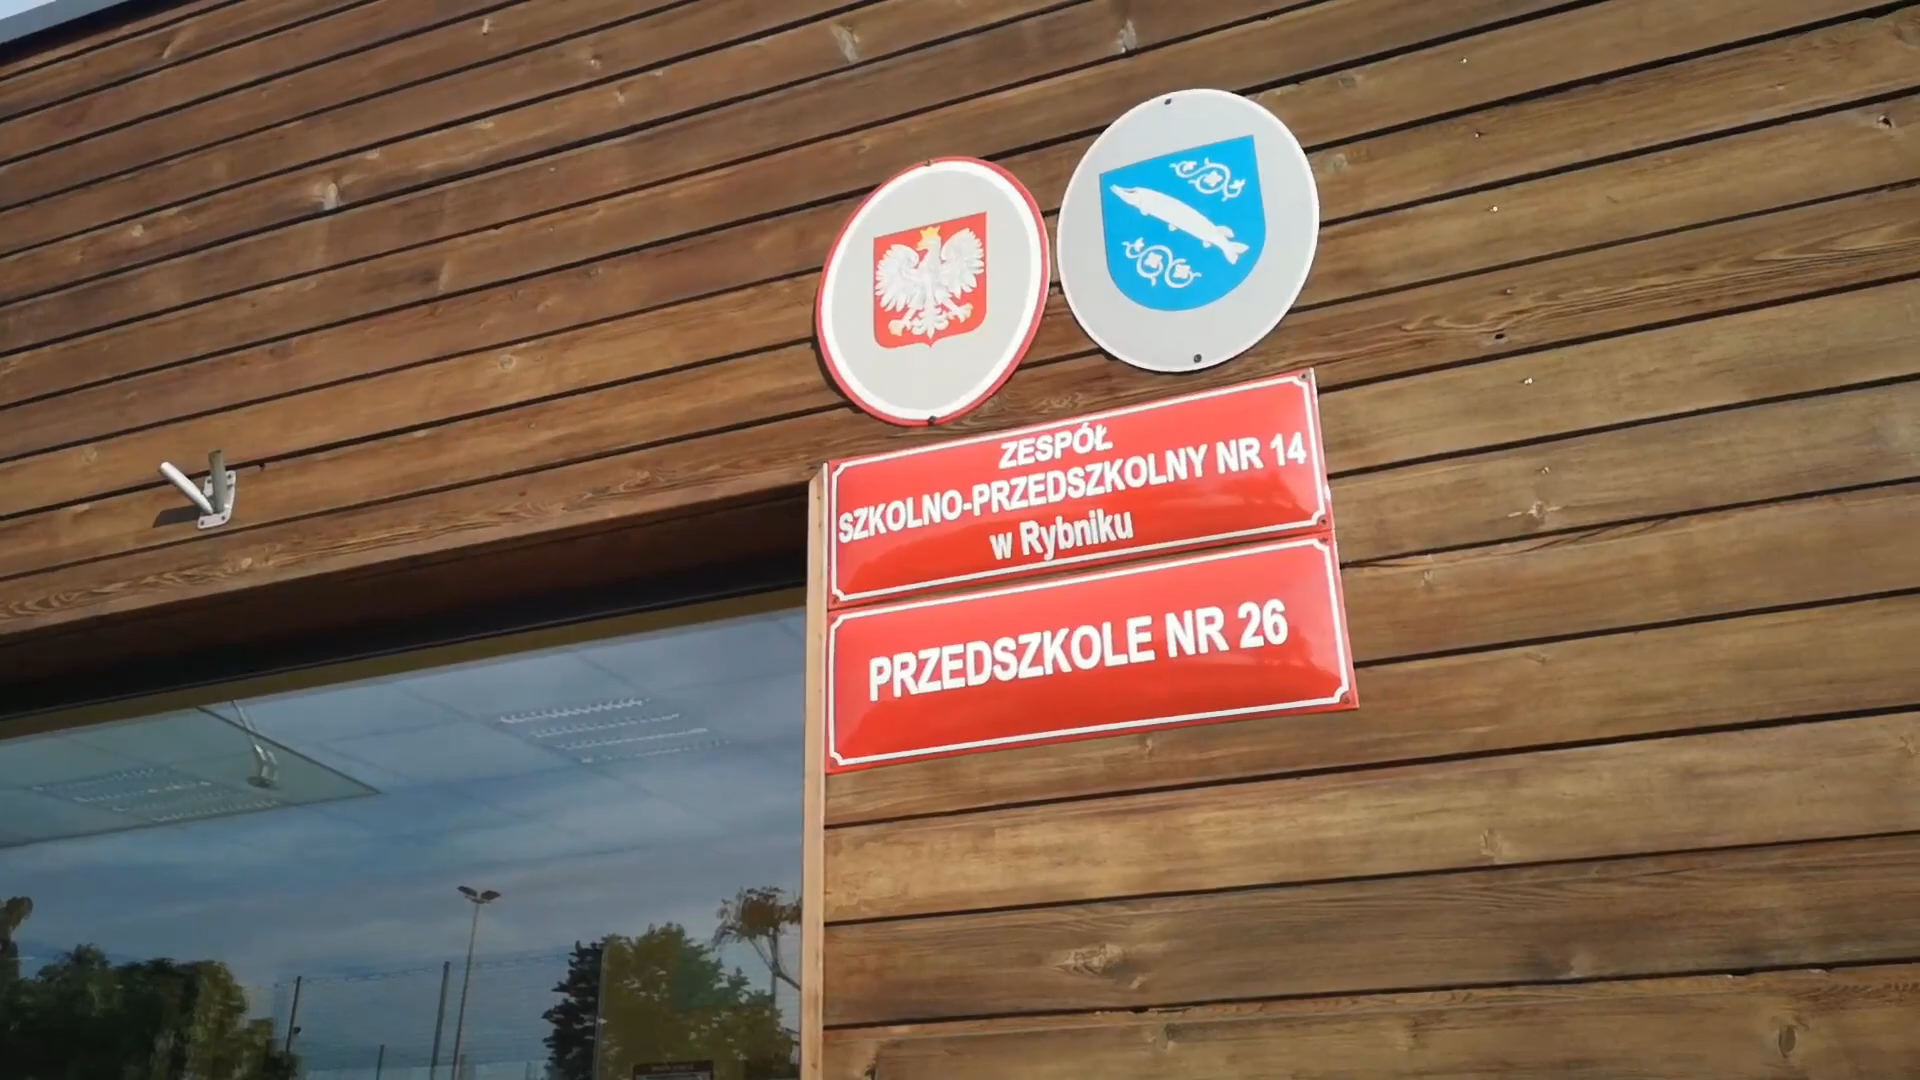 ZESPÓŁ
SZKOLNO-PRZEDSZKOLNY NR 14
w Rybniku
PRZEDSZKOLE NR 26